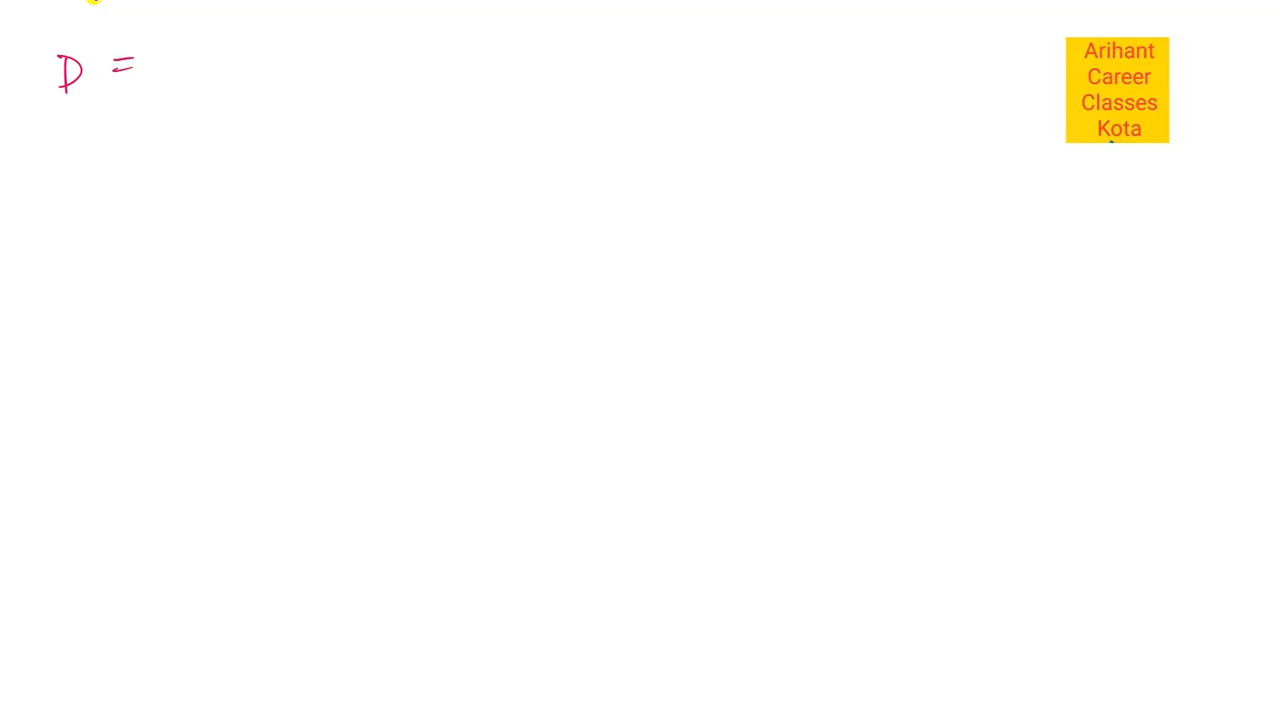 D =
Arihant
Career
Classes
Kota